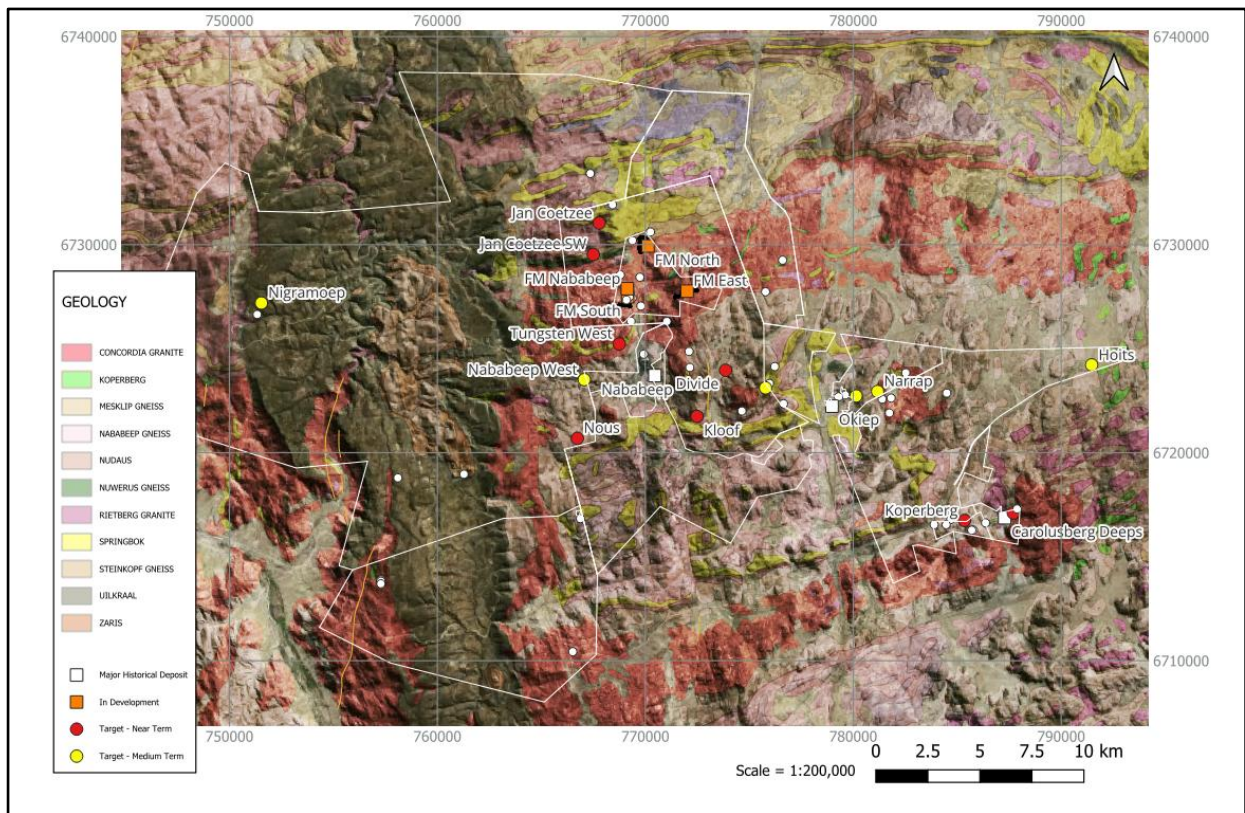 750000 760000 770000 780000 790000
6740000 6740000
Jan Coetzee
6730000 Jan Coetzee SW 6730000
FM North
FM Nababeep FM East
Nigramoep
GEOLOGY
FM South
Tungsten West
CONCORDIA GRANITE
Hoits
KOPERBERG
Nababeep West
Narrap
Nababeep Divide
MESKLIP GNEISS
Okiep
Kloof
NABABEEP GNEISS
Nous
6720000
NUDAUS
NUWERUS GNEISS
Koperberg
RIETBERG GRANITE
Carolusberg Deeps
SPRINGBOK
STEINKOPF GNEISS
UILKRAAL
ZARIS
6710000
Major Historical Deposit
In Development
Target - Near Term
750000 760000 770000 780000 790000
Target - Medium Term
0 2.5 5 7.5 10 km
Scale = 1:200,000